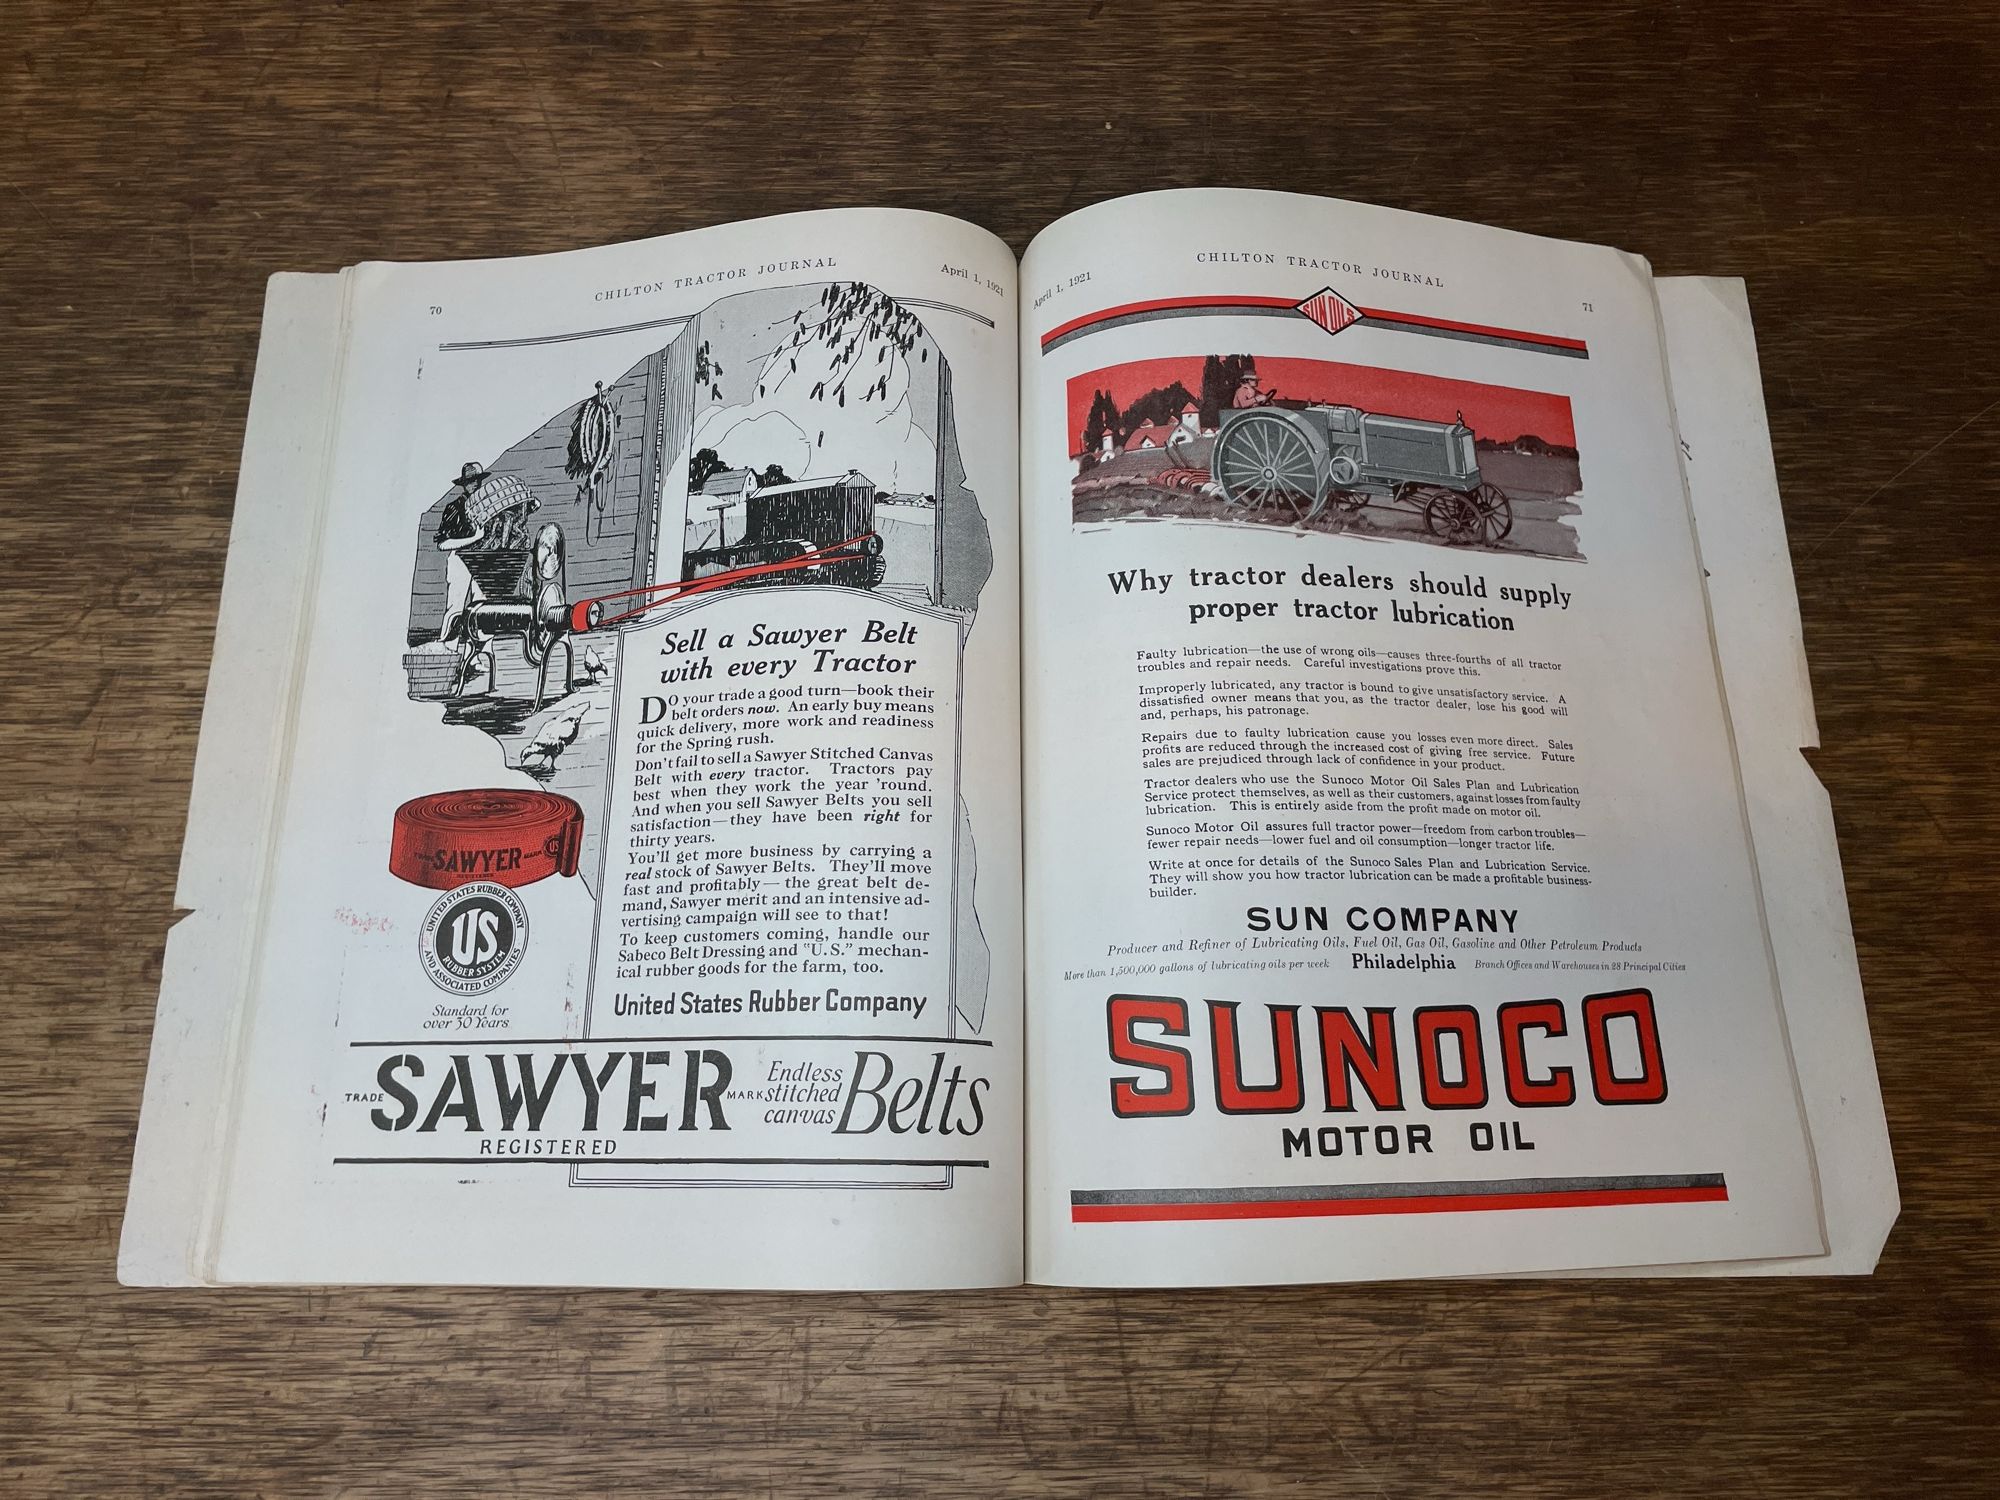 70
CHILTON TRACTOR JOURNAL
April 1, 1921
Sell a Sawyer Belt
with every Tractor
DO your trade a good turn—book their
belt orders now. An early buy means
quick delivery, more work and readiness
for the Spring rush.
Don't fail to sell a Sawyer Stitched Canvas
Belt with every tractor. Tractors pay
best when they work the year 'round.
And when you sell Sawyer Belts you sell
satisfaction—they have been right for
thirty years.
You'll get more business by carrying a
real stock of Sawyer Belts. They'll move
fast and profitably—the great belt de-
mand, Sawyer merit and an intensive ad-
vertising campaign will see to that!
To keep customers coming, handle our
Sabeco Belt Dressing and "U.S." mechan-
ical rubber goods for the farm, too.
United States Rubber Company
TRADE SAWYER MARK US
REGISTERED
UNITED STATES RUBBER COMPANY
US
RUBBER SYSTEM
AND ASSOCIATED COMPANIES
Standard for
over 30 Years
TRADE SAWYER MARK Endless stitched canvas Belts
REGISTERED
April 1, 1921
CHILTON TRACTOR JOURNAL
71
SUN OILS
Why tractor dealers should supply
proper tractor lubrication
Faulty lubrication—the use of wrong oils—causes three-fourths of all tractor
troubles and repair needs. Careful investigations prove this.
Improperly lubricated, any tractor is bound to give unsatisfactory service. A
dissatisfied owner means that you, as the tractor dealer, lose his good will
and, perhaps, his patronage.
Repairs due to faulty lubrication cause you losses even more direct. Sales
profits are reduced through the increased cost of giving free service. Future
sales are prejudiced through lack of confidence in your product.
Tractor dealers who use the Sunoco Motor Oil Sales Plan and Lubrication
Service protect themselves, as well as their customers, against losses from faulty
lubrication. This is entirely aside from the profit made on motor oil.
Sunoco Motor Oil assures full tractor power—freedom from carbon troubles—
fewer repair needs—lower fuel and oil consumption—longer tractor life.
Write at once for details of the Sunoco Sales Plan and Lubrication Service.
They will show you how tractor lubrication can be made a profitable business-
builder.
SUN COMPANY
Producer and Refiner of Lubricating Oils, Fuel Oil, Gas Oil, Gasoline and Other Petroleum Products
More than 1,500,000 gallons of lubricating oils per week Philadelphia Branch Offices and Warehouses in 28 Principal Cities
SUNOCO
MOTOR OIL